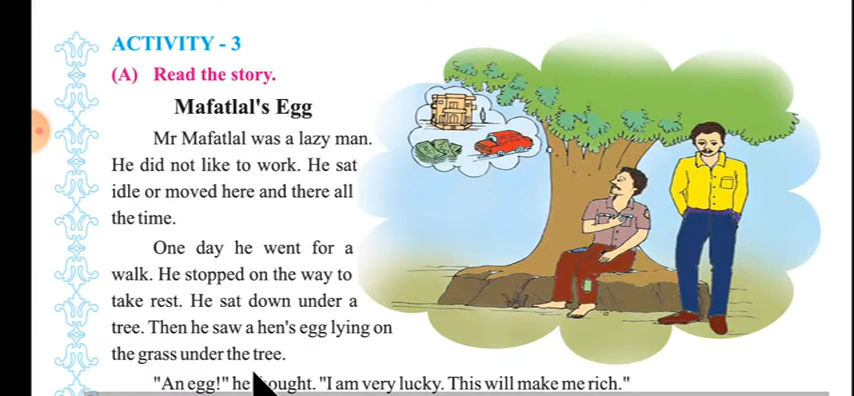 ACTIVITY - 3
(A) Read the story.
Mafatlal's Egg
Mr Mafatlal was a lazy man.
He did not like to work. He sat
idle or moved here and there all
the time.
One day he went for a
walk. He stopped on the way to
take rest. He sat down under a
tree. Then he saw a hen's egg lying on
the grass under the tree.
"An egg!" he thought. "I am very lucky. This will make me rich."